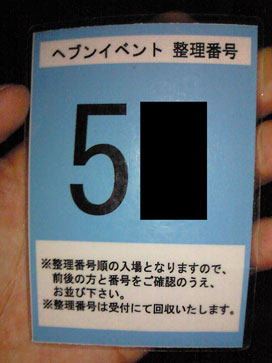 ヘブンイベント 整理番号
5
※整理番号順の入場となりますので、
前後の方と番号をご確認のうえ、
お並び下さい。
※整理番号は受付にて回収いたします。